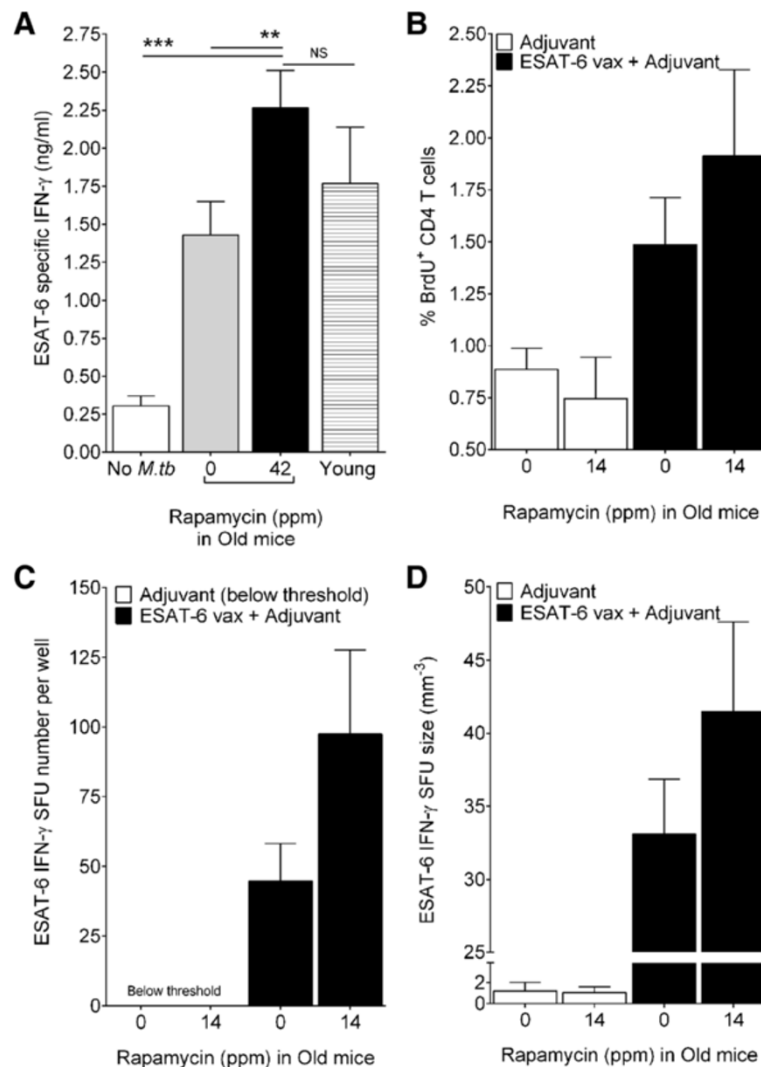 A
***
**
NS
ESAT-6 specific IFN-γ (ng/ml)
2.75
2.50
2.25
2.00
1.75
1.50
1.25
1.00
0.75
0.50
0.25
0.00
No M.tb 0 42 Young
Rapamycin (ppm)
in Old mice
B
Adjuvant
ESAT-6 vax + Adjuvant
% BrdU⁺ CD4 T cells
2.50
2.25
2.00
1.75
1.50
1.25
1.00
0.75
0.50
0 14 0 14
Rapamycin (ppm) in Old mice
C
Adjuvant (below threshold)
ESAT-6 vax + Adjuvant
ESAT-6 IFN-γ SFU number per well
150
125
100
75
50
25
0
Below threshold
0 14 0 14
Rapamycin (ppm) in Old mice
D
Adjuvant
ESAT-6 vax + Adjuvant
ESAT-6 IFN-γ SFU size (mm⁻³)
50
45
40
35
30
25
2
0
0 14 0 14
Rapamycin (ppm) in Old mice